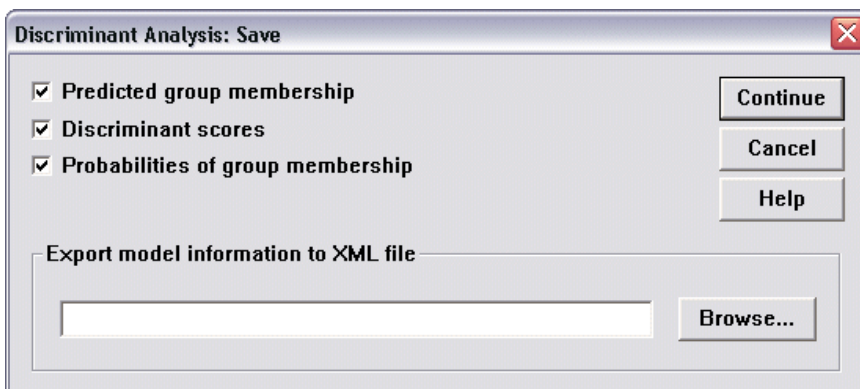 Discriminant Analysis: Save
Predicted group membership
Discriminant scores
Probabilities of group membership
Continue
Cancel
Help
Export model information to XML file
Browse...